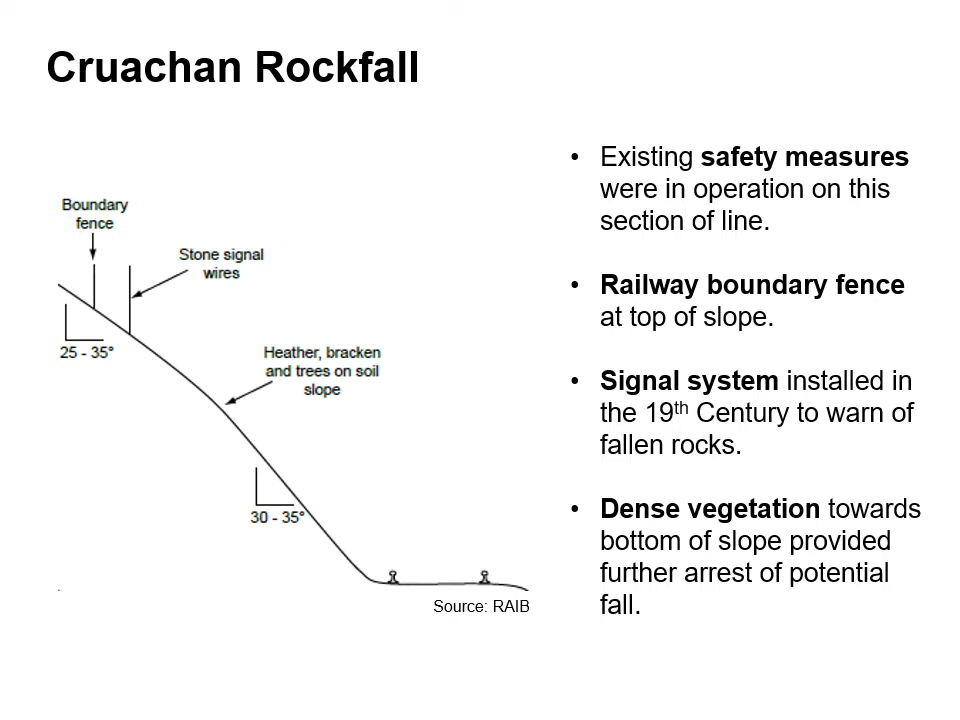 Cruachan Rockfall
Boundary
fence
Stone signal
wires
25 - 35°
Heather, bracken
and trees on soil
slope
30 - 35°
Source: RAIB
• Existing safety measures
were in operation on this
section of line.
• Railway boundary fence
at top of slope.
• Signal system installed in
the 19th Century to warn of
fallen rocks.
• Dense vegetation towards
bottom of slope provided
further arrest of potential
fall.